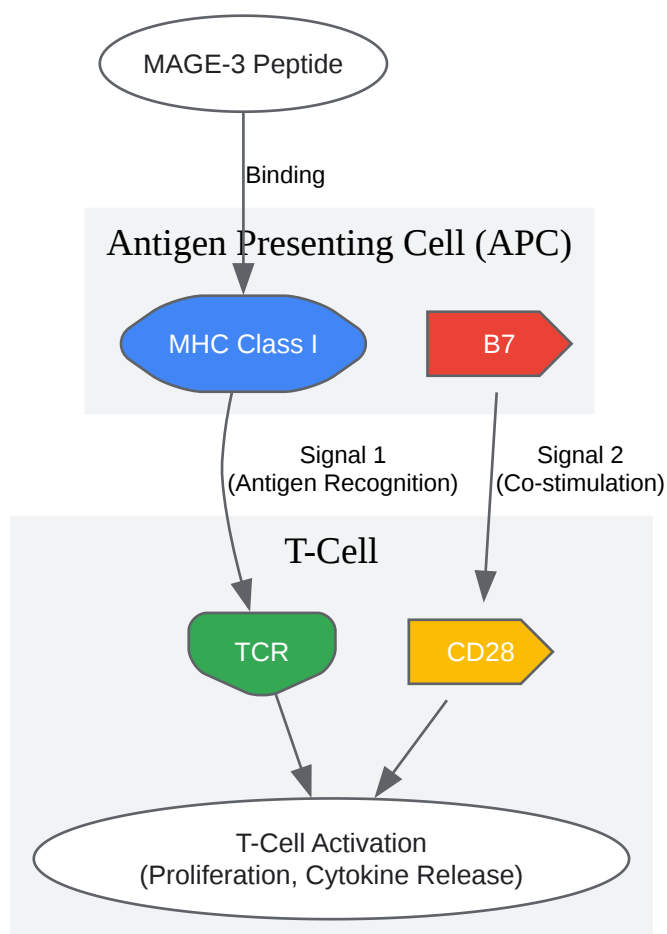 MAGE-3 Peptide
Binding
Antigen Presenting Cell (APC)
MHC Class I
B7
Signal 1
(Antigen Recognition)
Signal 2
(Co-stimulation)
T-Cell
TCR
CD28
T-Cell Activation
(Proliferation, Cytokine Release)